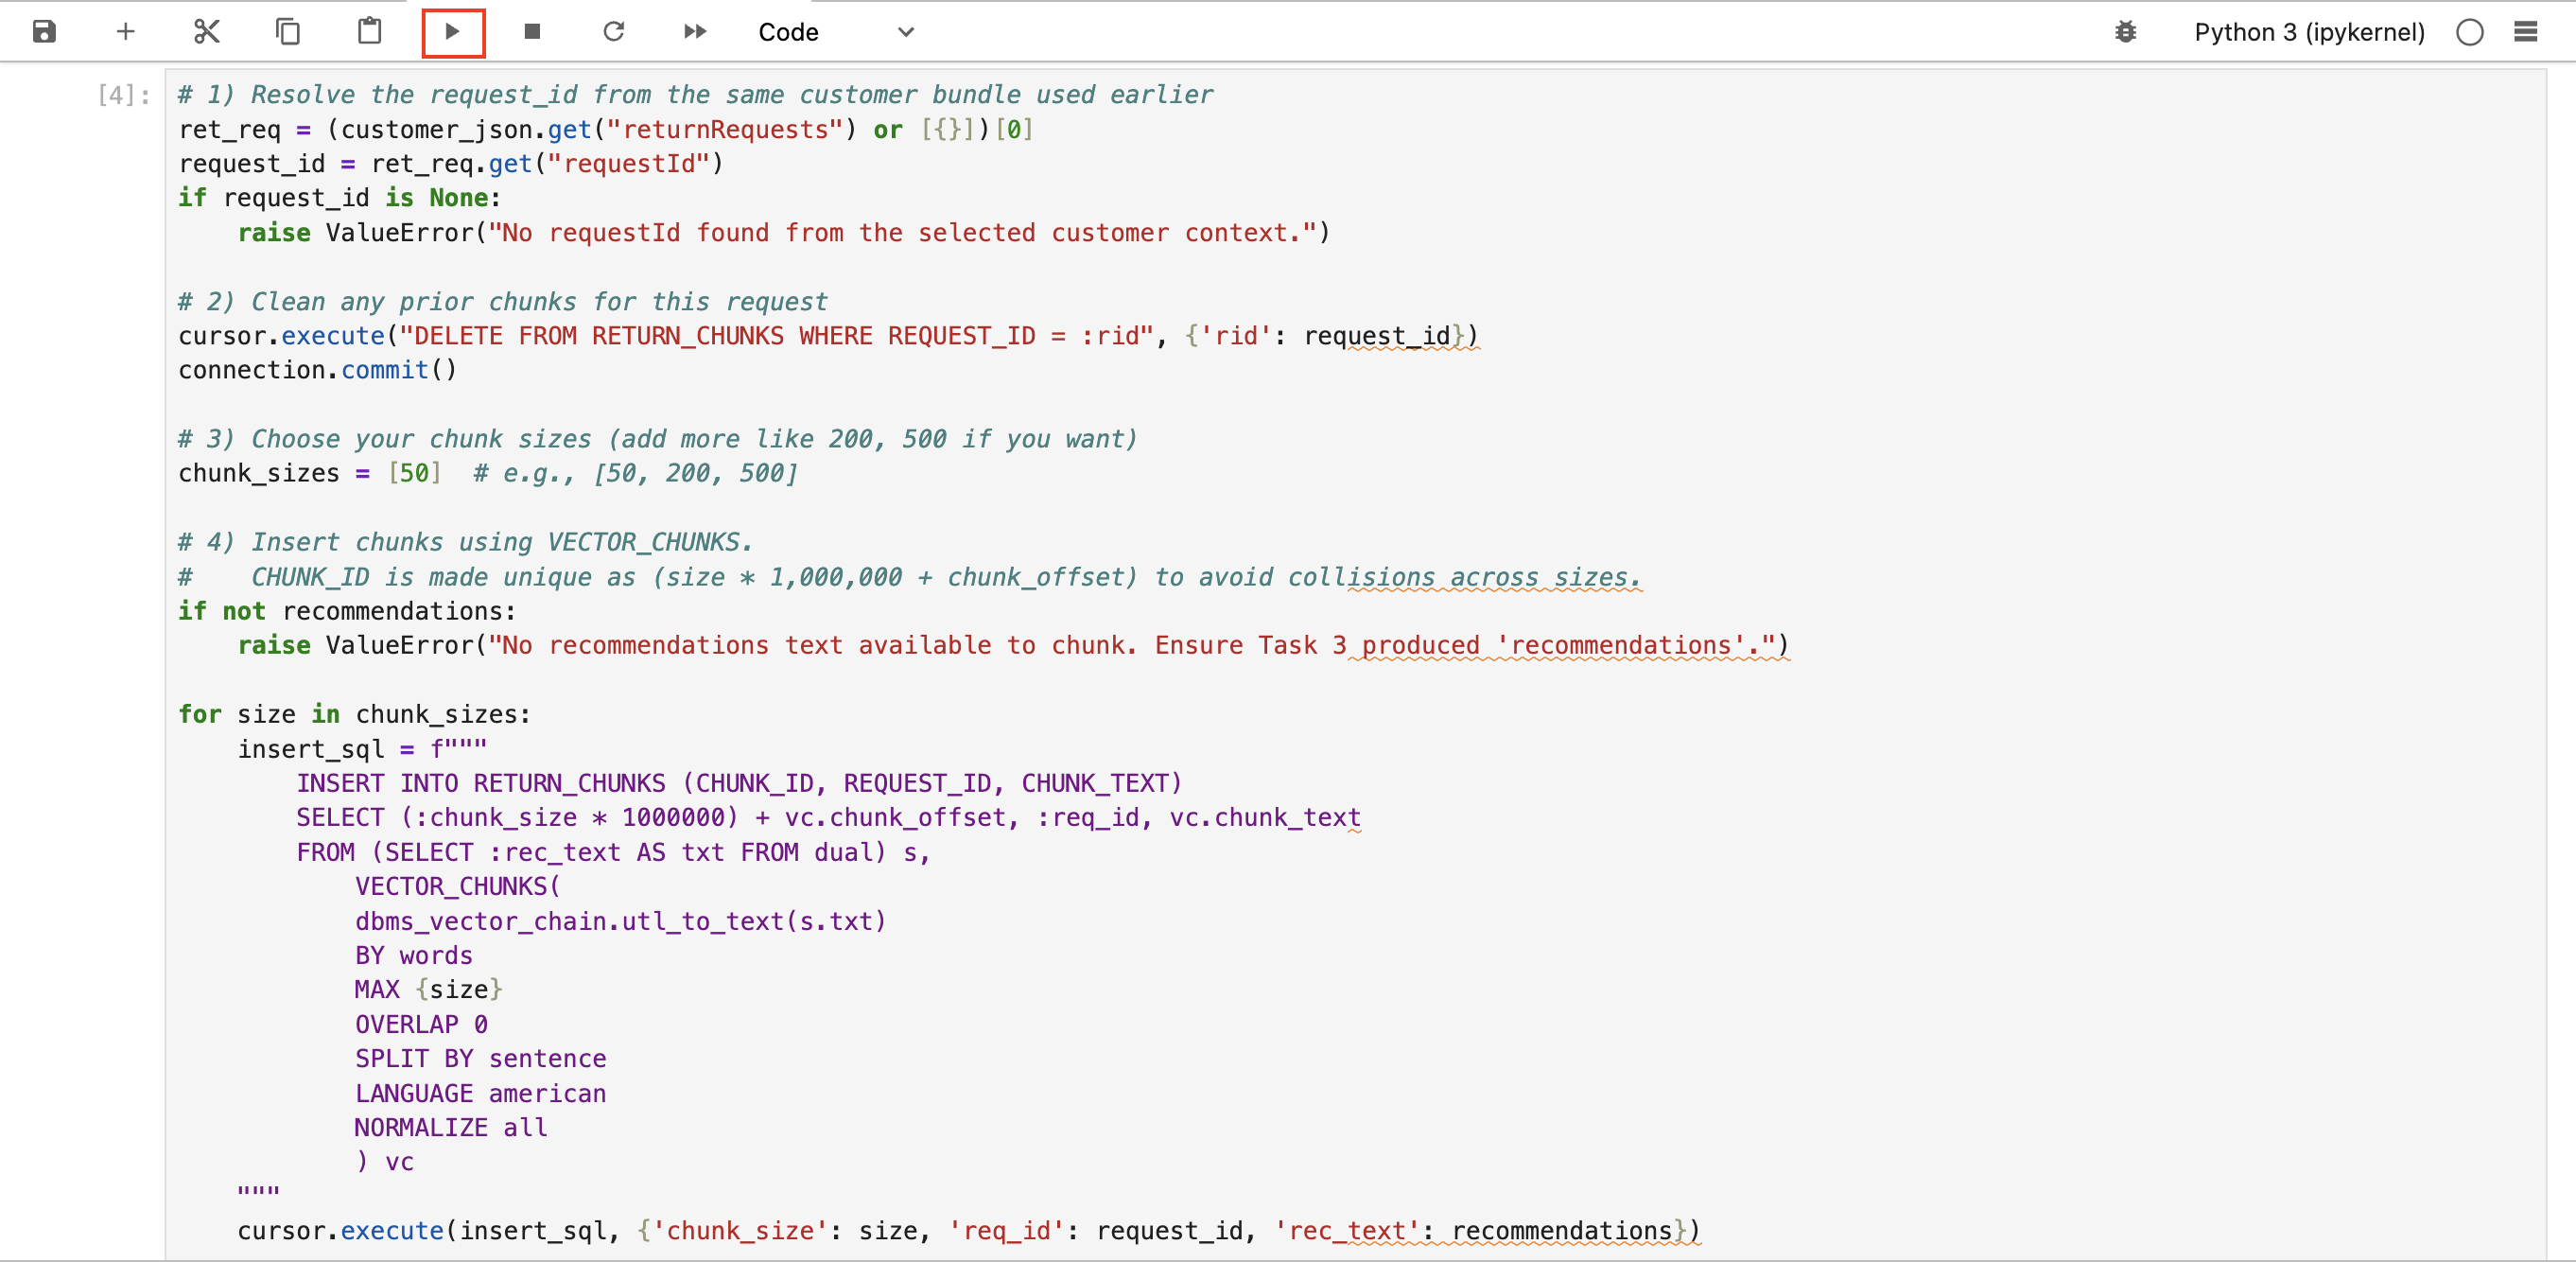 Code
Python 3 (ipykernel)
[4]:
# 1) Resolve the request_id from the same customer bundle used earlier
ret_req = (customer_json.get("returnRequests") or [{}])[0]
request_id = ret_req.get("requestId")
if request_id is None:
    raise ValueError("No requestId found from the selected customer context.")
# 2) Clean any prior chunks for this request
cursor.execute("DELETE FROM RETURN_CHUNKS WHERE REQUEST_ID = :rid", {'rid': request_id})
connection.commit()
# 3) Choose your chunk sizes (add more like 200, 500 if you want)
chunk_sizes = [50]  # e.g., [50, 200, 500]
# 4) Insert chunks using VECTOR_CHUNKS.
#    CHUNK_ID is made unique as (size * 1,000,000 + chunk_offset) to avoid collisions across sizes.
if not recommendations:
    raise ValueError("No recommendations text available to chunk. Ensure Task 3 produced 'recommendations'.")
for size in chunk_sizes:
    insert_sql = f"""
        INSERT INTO RETURN_CHUNKS (CHUNK_ID, REQUEST_ID, CHUNK_TEXT)
        SELECT (:chunk_size * 1000000) + vc.chunk_offset, :req_id, vc.chunk_text
        FROM (SELECT :rec_text AS txt FROM dual) s,
            VECTOR_CHUNKS(
            dbms_vector_chain.utl_to_text(s.txt)
            BY words
            MAX {size}
            OVERLAP 0
            SPLIT BY sentence
            LANGUAGE american
            NORMALIZE all
            ) vc
    """
    cursor.execute(insert_sql, {'chunk_size': size, 'req_id': request_id, 'rec_text': recommendations})